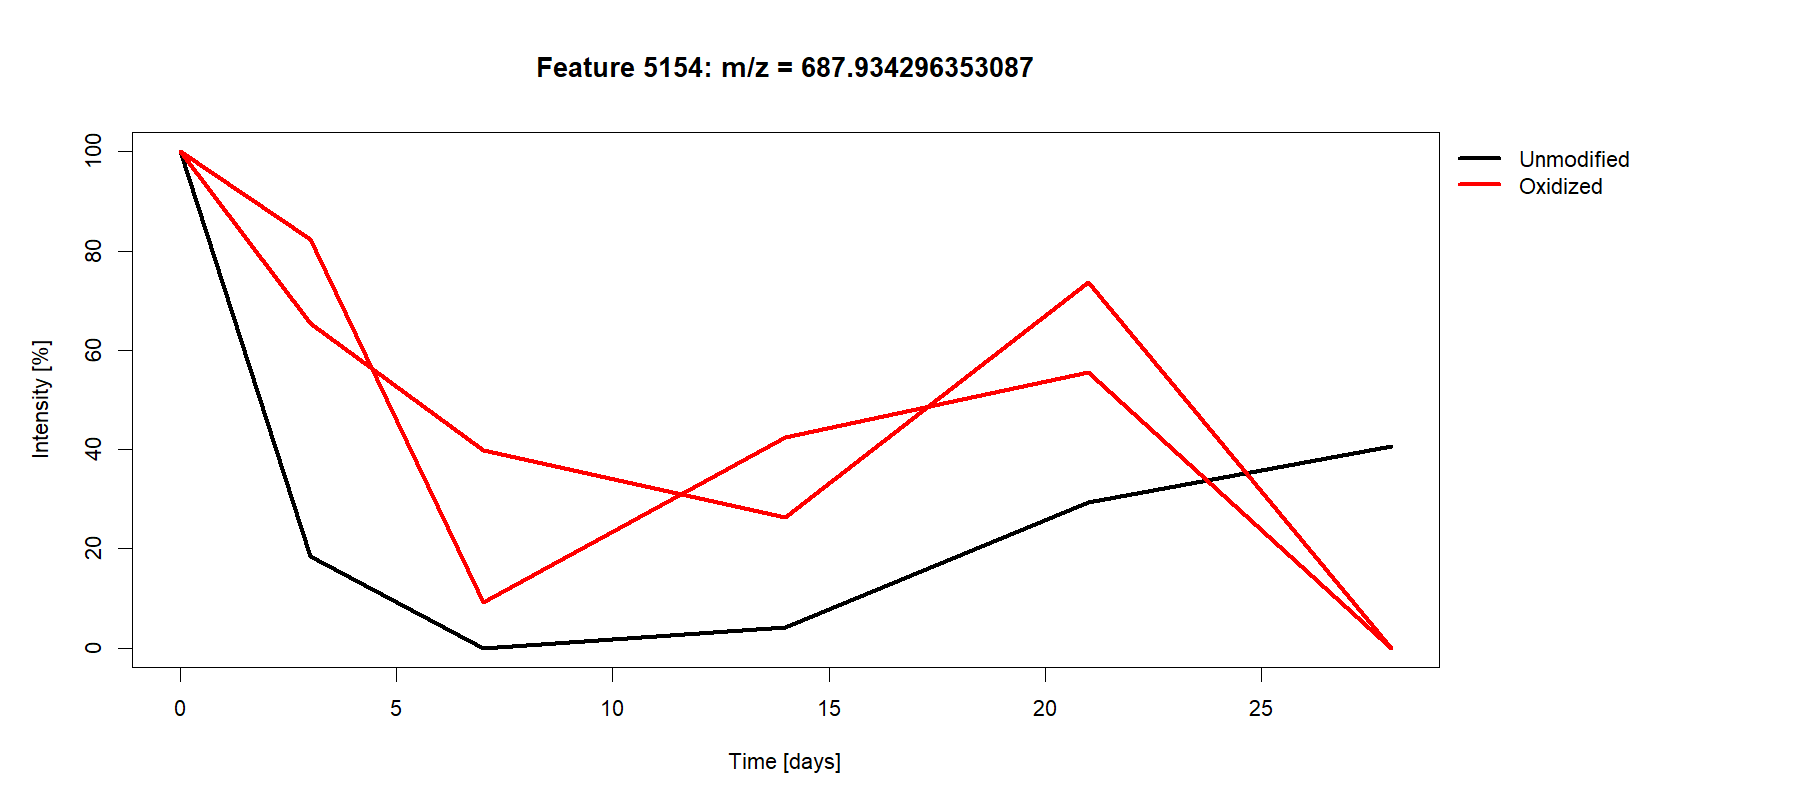 Feature 5154: m/z = 687.934296353087
Unmodified
Oxidized
Intensity [%]
100
80
60
40
20
0
0 5 10 15 20 25
Time [days]